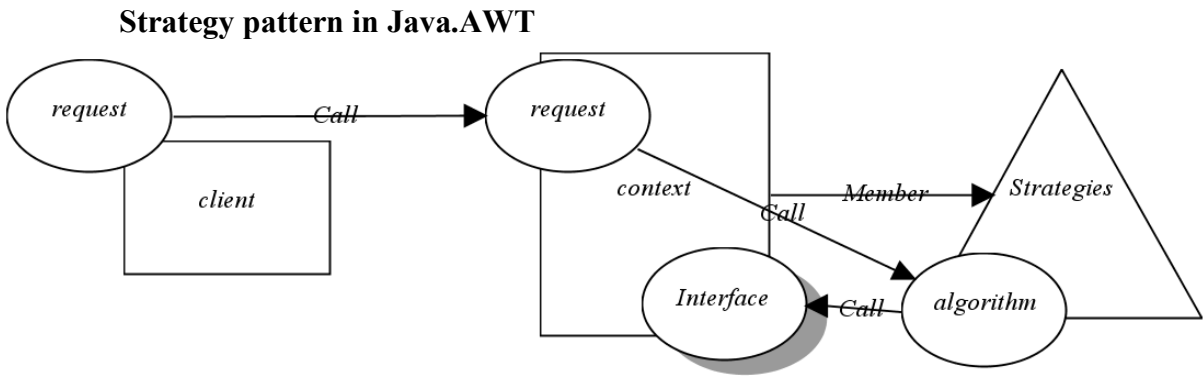 Strategy pattern in Java.AWT
request
Call
request
client
context
Member
Strategies
Call
Interface
Call
algorithm